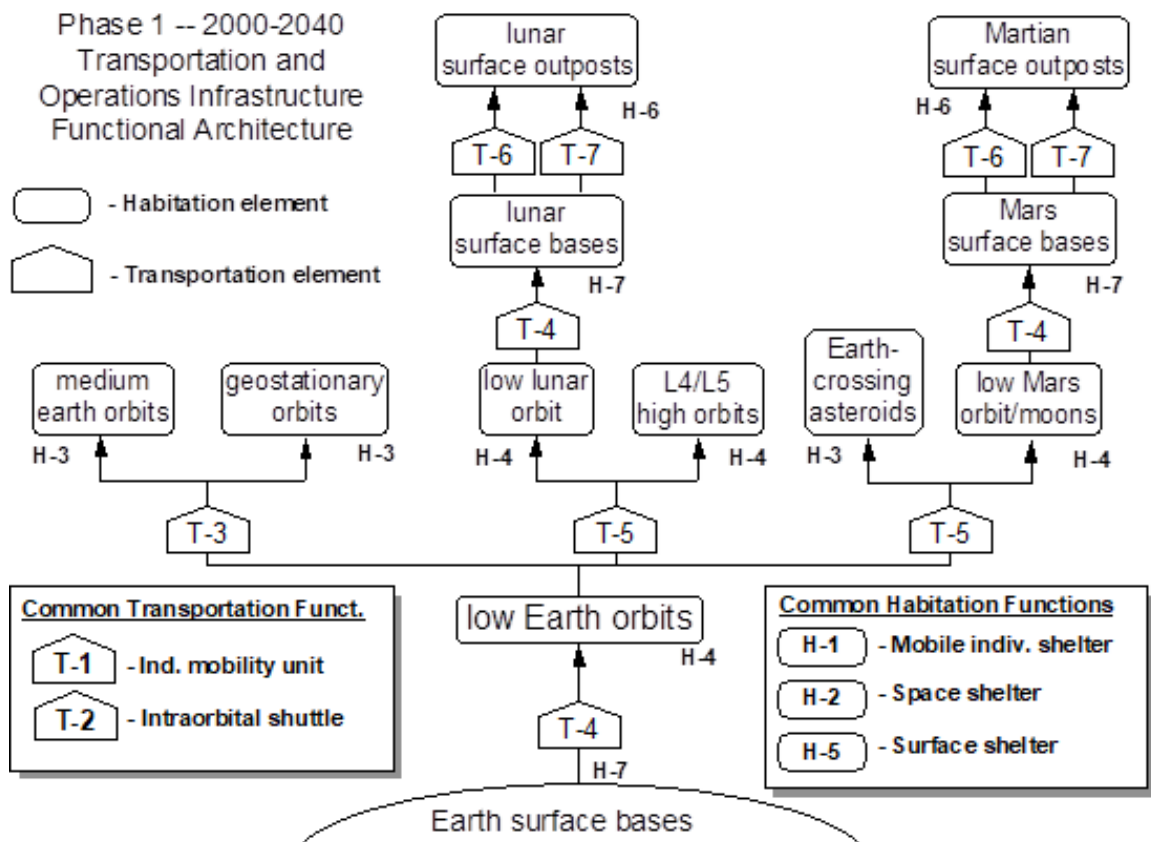 Phase 1 -- 2000-2040
Transportation and
Operations Infrastructure
Functional Architecture
- Habitation element
- Transportation element
lunar
surface outposts
H-6
T-6
T-7
lunar
surface bases
H-7
T-4
Martian
surface outposts
H-6
T-6
T-7
Mars
surface bases
H-7
T-4
medium
earth orbits
H-3
geostationary
orbits
H-3
low lunar
orbit
H-4
L4/L5
high orbits
H-4
Earth-
crossing
asteroids
H-3
low Mars
orbit/moons
H-4
T-3
T-5
T-5
Common Transportation Funct.
T-1 - Ind. mobility unit
T-2 - Intraorbital shuttle
low Earth orbits
H-4
T-4
H-7
Earth surface bases
Common Habitation Functions
H-1 - Mobile indiv. shelter
H-2 - Space shelter
H-5 - Surface shelter